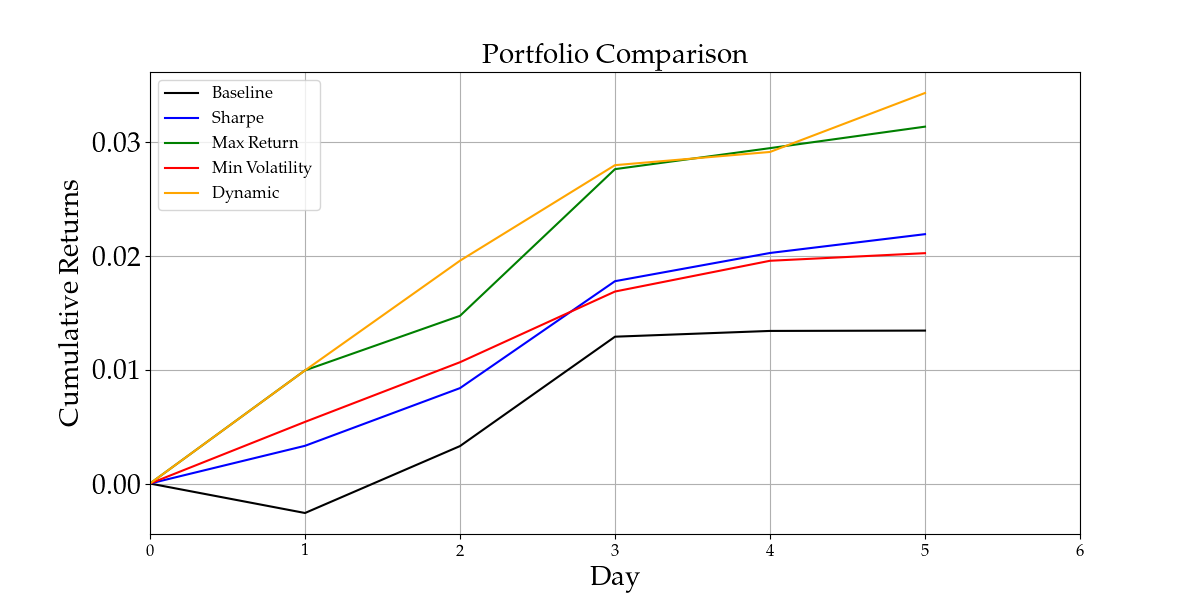 Portfolio Comparison
Baseline
Sharpe
Max Return
Min Volatility
Dynamic
Cumulative Returns
0.03
0.02
0.01
0.00
0 1 2 3 4 5 6
Day